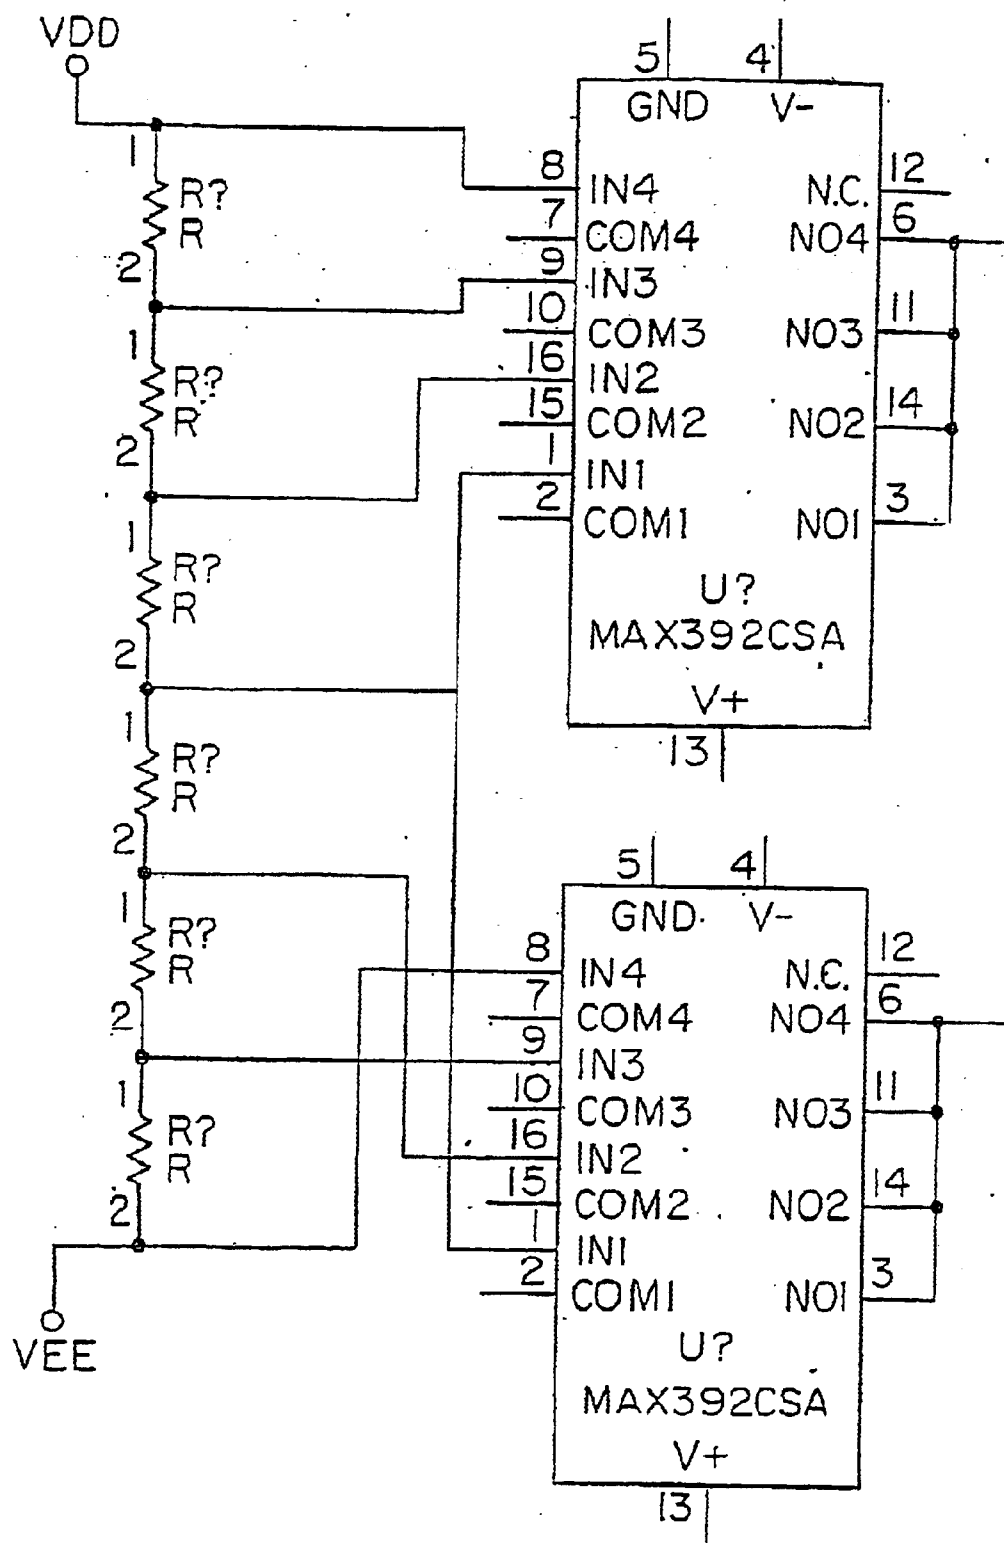 VDD
1
R?
R
2
1
R?
R
2
1
R?
R
2
1
R?
R
2
1
R?
R
2
1
R?
R
2
VEE
5 4
GND V-
8 IN4 N.C. 12
7 COM4 NO4 6
9 IN3
10 COM3 NO3 11
16 IN2
15 COM2 NO2 14
1 IN1
2 COM1 NO1 3
U?
MAX392CSA
V+
13
5 4
GND V-
8 IN4 N.C. 12
7 COM4 NO4 6
9 IN3
10 COM3 NO3 11
16 IN2
15 COM2 NO2 14
1 IN1
2 COM1 NO1 3
U?
MAX392CSA
V+
13